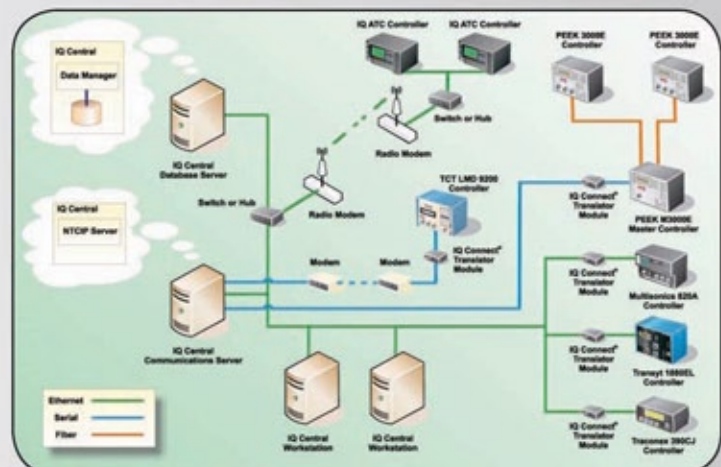 IQ Central
Data Manager
IQ Central
Database Server
IQ ATC Controller
IQ ATC Controller
Switch or Hub
Radio Modem
PEEK 3000E
Controller
PEEK 3000E
Controller
Switch or Hub
Radio Modem
TCT LMD 9200
Controller
IQ Connect®
Translator
Module
PEEK M3000E
Master Controller
IQ Central
NTCIP Server
Modem
Modem
IQ Connect®
Translator
Module
IQ Central
Communications Server
IQ Connect®
Translator
Module
Multisonics 820A
Controller
IQ Connect®
Translator
Module
Transyt 1880EL
Controller
IQ Central
Workstation
IQ Central
Workstation
IQ Connect®
Translator
Module
Traconex 390CJ
Controller
Ethernet
Serial
Fiber